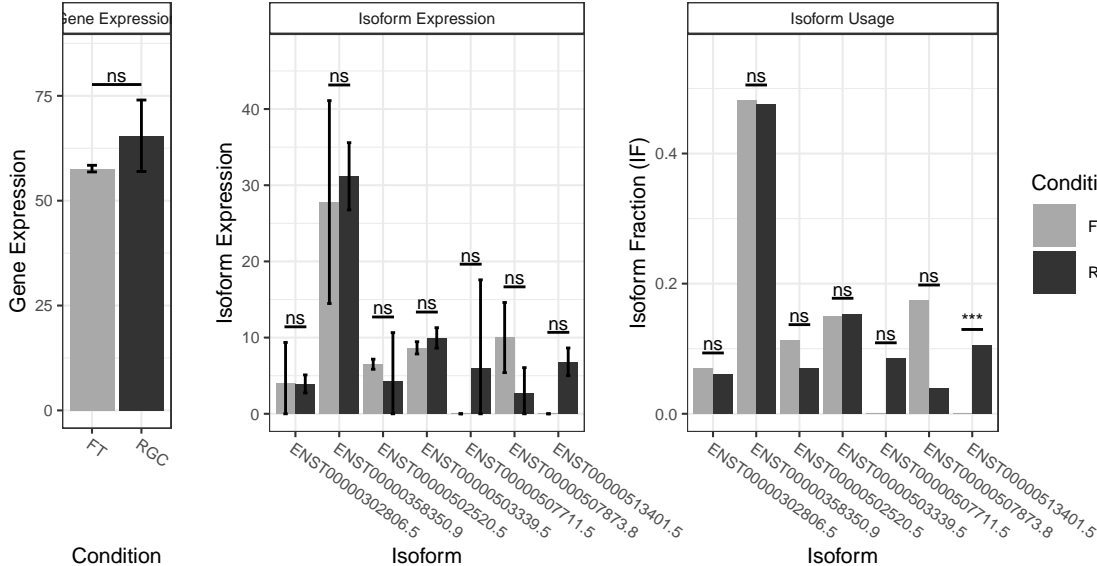 Gene Expression
Isoform Expression
Isoform Usage
Gene Expression
75
50
25
0
ns
FT
RGC
Condition
Isoform Expression
40
30
20
10
0
ns
ns
ns
ns
ns
ns
ns
ENST00000302806.5
ENST00000358350.9
ENST00000502520.5
ENST00000503339.5
ENST00000507711.5
ENST00000507873.8
ENST00000513401.5
Isoform
Isoform Fraction (IF)
0.4
0.2
0.0
ns
ns
ns
ns
ns
ns
***
ENST00000302806.5
ENST00000358350.9
ENST00000502520.5
ENST00000503339.5
ENST00000507711.5
ENST00000507873.8
ENST00000513401.5
Isoform
Conditi
F
R